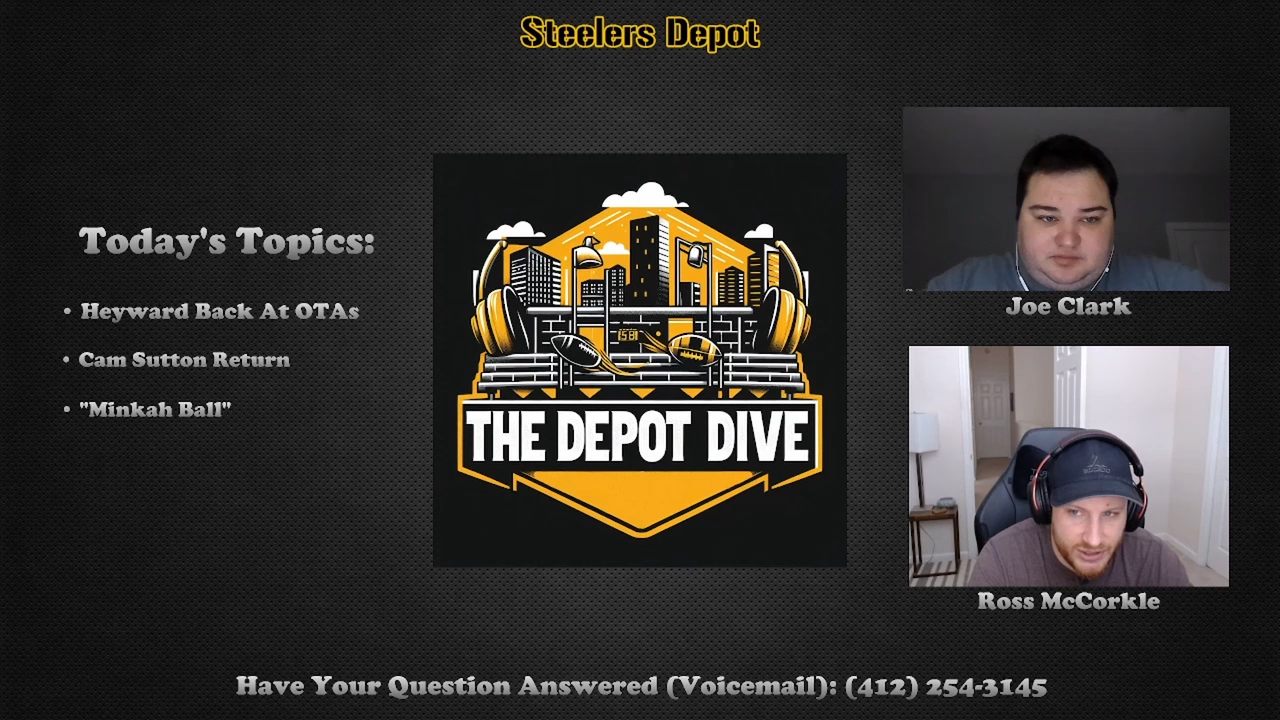 Steelers Depot
Today's Topics:
• Heyward Back At OTAs
• Cam Sutton Return
• "Minkah Ball"
THE DEPOT DIVE
Joe Clark
Ross McCorkle
Have Your Question Answered (Voicemail): (412) 254-3145